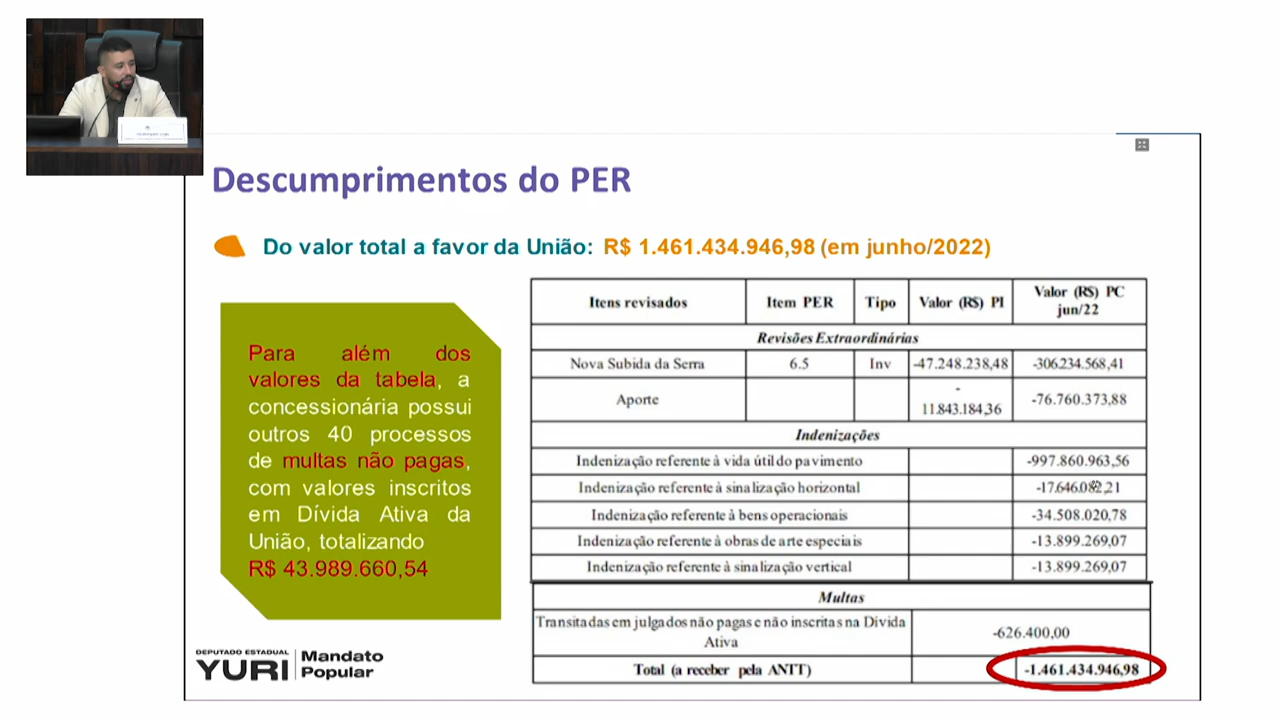 Descumprimentos do PER
Do valor total a favor da União: R$ 1.461.434.946,98 (em junho/2022)
Para além dos
valores da tabela, a
concessionária possui
outros 40 processos
de multas não pagas,
com valores inscritos
em Dívida Ativa da
União, totalizando
R$ 43.989.660,54
Itens revisados Item PER Tipo Valor (R$) PI Valor (R$) PC
jun/22
Revisões Extraordinárias
Nova Subida da Serra 6.5 Inv -47.248.238,48 -306.234.568,41
Aporte -
11.843.184,36 -76.760.373,88
Indenizações
Indenização referente à vida útil do pavimento -997.860.963,56
Indenização referente à sinalização horizontal -17.646.082,21
Indenização referente à bens operacionais -34.508.020,78
Indenização referente à obras de arte especiais -13.899.269,07
Indenização referente à sinalização vertical -13.899.269,07
Multas
Transitadas em julgados não pagas e não inscritas na Dívida
Ativa -626.400,00
Total (a receber pela ANTT) -1.461.434.946,98
DEPUTADO ESTADUAL
YURI
Mandato
Popular